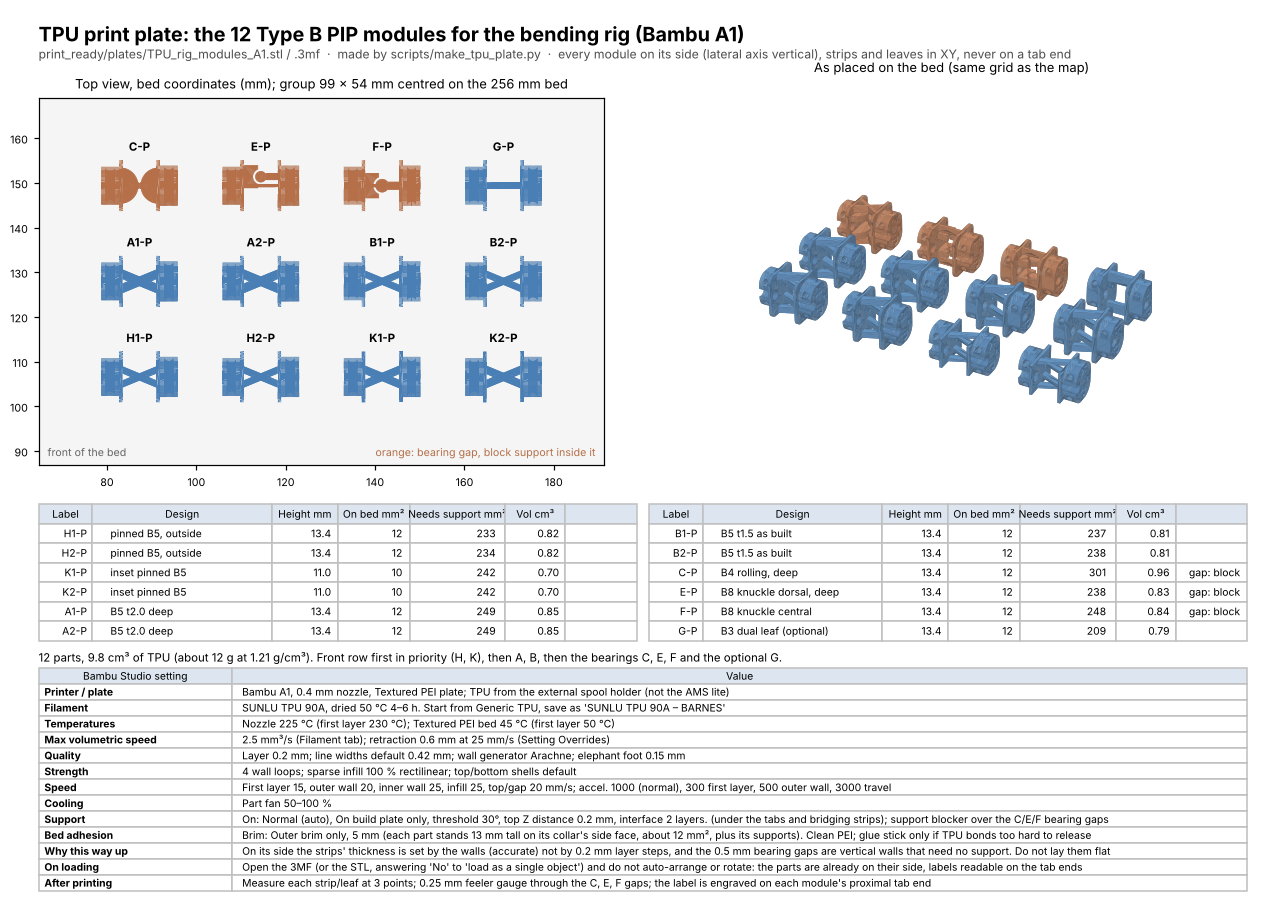 TPU print plate: the 12 Type B PIP modules for the bending rig (Bambu A1)
print_ready/plates/TPU_rig_modules_A1.stl / .3mf · made by scripts/make_tpu_plate.py · every module on its side (lateral axis vertical), strips and leaves in XY, never on a tab end
As placed on the bed (same grid as the map)
Top view, bed coordinates (mm); group 99 × 54 mm centred on the 256 mm bed
160
150
140
130
120
110
100
90
C-P E-P F-P G-P
A1-P A2-P B1-P B2-P
H1-P H2-P K1-P K2-P
front of the bed
orange: bearing gap, block support inside it
80 100 120 140 160 180
Label Design Height mm On bed mm² Needs support mm² Vol cm³
H1-P pinned B5, outside 13.4 12 233 0.82
H2-P pinned B5, outside 13.4 12 234 0.82
K1-P inset pinned B5 11.0 10 242 0.70
K2-P inset pinned B5 11.0 10 242 0.70
A1-P B5 t2.0 deep 13.4 12 249 0.85
A2-P B5 t2.0 deep 13.4 12 249 0.85
Label Design Height mm On bed mm² Needs support mm² Vol cm³
B1-P B5 t1.5 as built 13.4 12 237 0.81
B2-P B5 t1.5 as built 13.4 12 238 0.81
C-P B4 rolling, deep 13.4 12 301 0.96 gap: block
E-P B8 knuckle dorsal, deep 13.4 12 238 0.83 gap: block
F-P B8 knuckle central 13.4 12 248 0.84 gap: block
G-P B3 dual leaf (optional) 13.4 12 209 0.79
12 parts, 9.8 cm³ of TPU (about 12 g at 1.21 g/cm³). Front row first in priority (H, K), then A, B, then the bearings C, E, F and the optional G.
Bambu Studio setting Value
Printer / plate Bambu A1, 0.4 mm nozzle, Textured PEI plate; TPU from the external spool holder (not the AMS lite)
Filament SUNLU TPU 90A, dried 50 °C 4–6 h. Start from Generic TPU, save as 'SUNLU TPU 90A – BARNES'
Temperatures Nozzle 225 °C (first layer 230 °C); Textured PEI bed 45 °C (first layer 50 °C)
Max volumetric speed 2.5 mm³/s (Filament tab); retraction 0.6 mm at 25 mm/s (Setting Overrides)
Quality Layer 0.2 mm; line widths default 0.42 mm; wall generator Arachne; elephant foot 0.15 mm
Strength 4 wall loops; sparse infill 100 % rectilinear; top/bottom shells default
Speed First layer 15, outer wall 20, inner wall 25, infill 25, top/gap 20 mm/s; accel. 1000 (normal), 300 first layer, 500 outer wall, 3000 travel
Cooling Part fan 50–100 %
Support On: Normal (auto), On build plate only, threshold 30°, top Z distance 0.2 mm, interface 2 layers. (under the tabs and bridging strips); support blocker over the C/E/F bearing gaps
Bed adhesion Brim: Outer brim only, 5 mm (each part stands 13 mm tall on its collar's side face, about 12 mm², plus its supports). Clean PEI; glue stick only if TPU bonds too hard to release
Why this way up On its side the strips' thickness is set by the walls (accurate) not by 0.2 mm layer steps, and the 0.5 mm bearing gaps are vertical walls that need no support. Do not lay them flat
On loading Open the 3MF (or the STL, answering 'No' to 'load as a single object') and do not auto-arrange or rotate: the parts are already on their side, labels readable on the tab ends
After printing Measure each strip/leaf at 3 points; 0.25 mm feeler gauge through the C, E, F gaps; the label is engraved on each module's proximal tab end